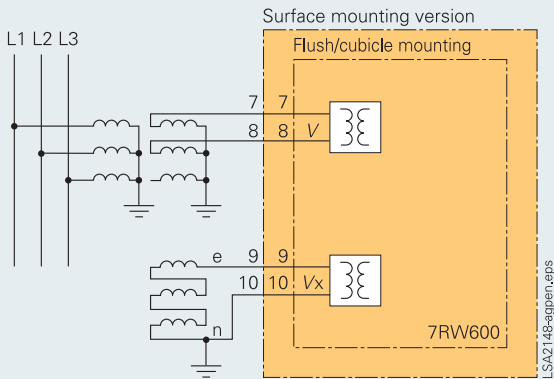 Surface mounting version
L1 L2 L3
Flush/cubicle mounting
7 7
8 8 V
e 9 9
10 10 Vx
n
7RW600
LSA2148-agpen.eps